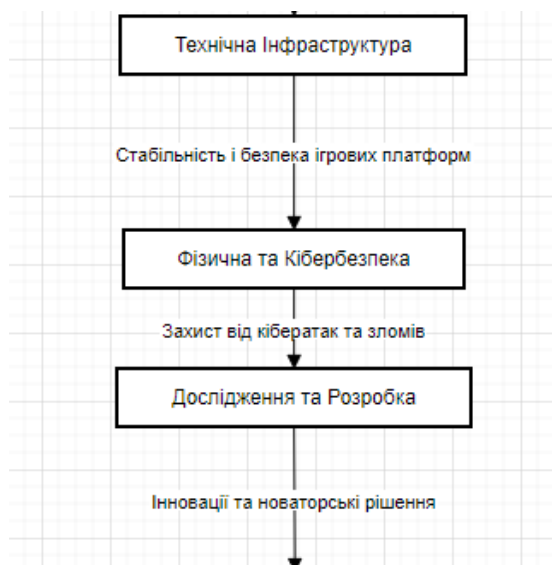 Технічна Інфраструктура
Стабільність і безпека ігрових платформ
Фізична та Кібербезпека
Захист від кібератак та зломів
Дослідження та Розробка
Інновації та новаторські рішення